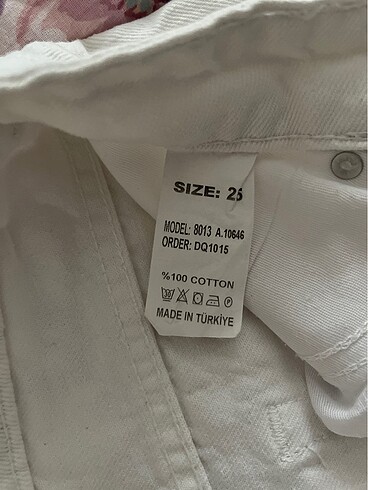 SIZE: 25
MODEL: 8013 A.10646
ORDER: DQ1015
%100 COTTON
MADE IN TÜRKİYE